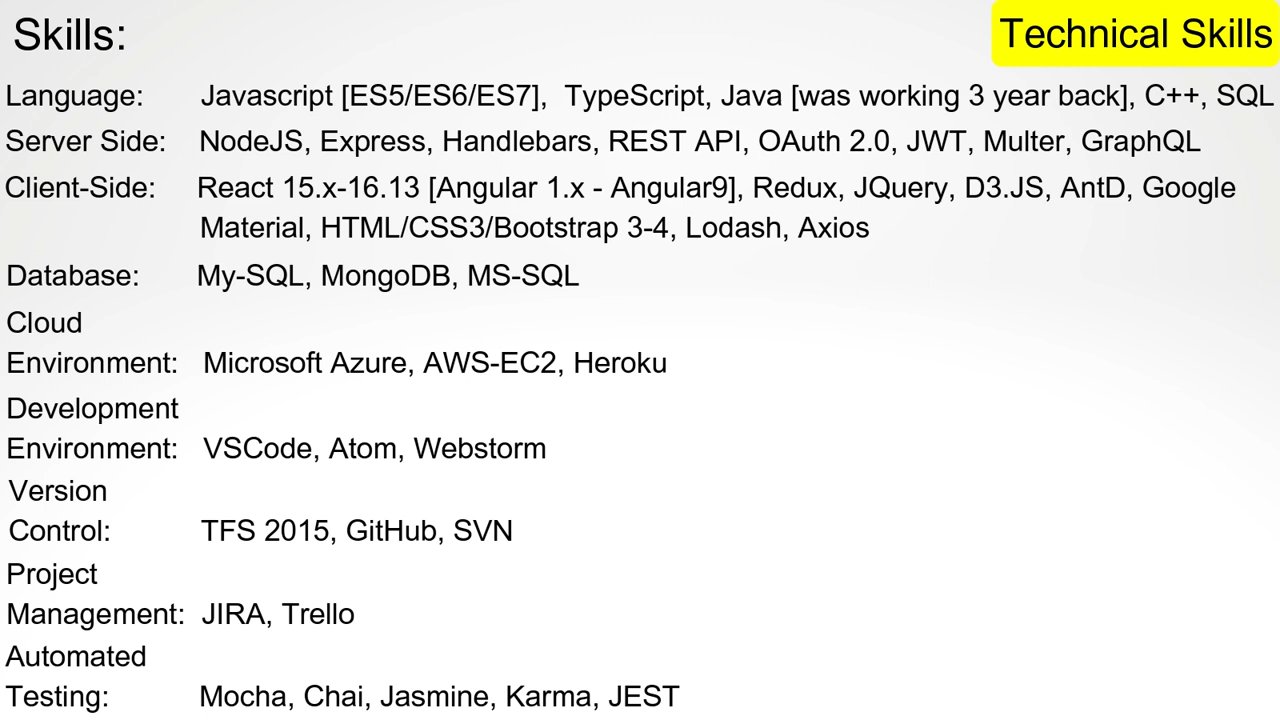 Skills:
Technical Skills
Language: Javascript [ES5/ES6/ES7], TypeScript, Java [was working 3 year back], C++, SQL
Server Side: NodeJS, Express, Handlebars, REST API, OAuth 2.0, JWT, Multer, GraphQL
Client-Side: React 15.x-16.13 [Angular 1.x - Angular9], Redux, JQuery, D3.JS, AntD, Google
Material, HTML/CSS3/Bootstrap 3-4, Lodash, Axios
Database: My-SQL, MongoDB, MS-SQL
Cloud
Environment: Microsoft Azure, AWS-EC2, Heroku
Development
Environment: VSCode, Atom, Webstorm
Version
Control: TFS 2015, GitHub, SVN
Project
Management: JIRA, Trello
Automated
Testing: Mocha, Chai, Jasmine, Karma, JEST